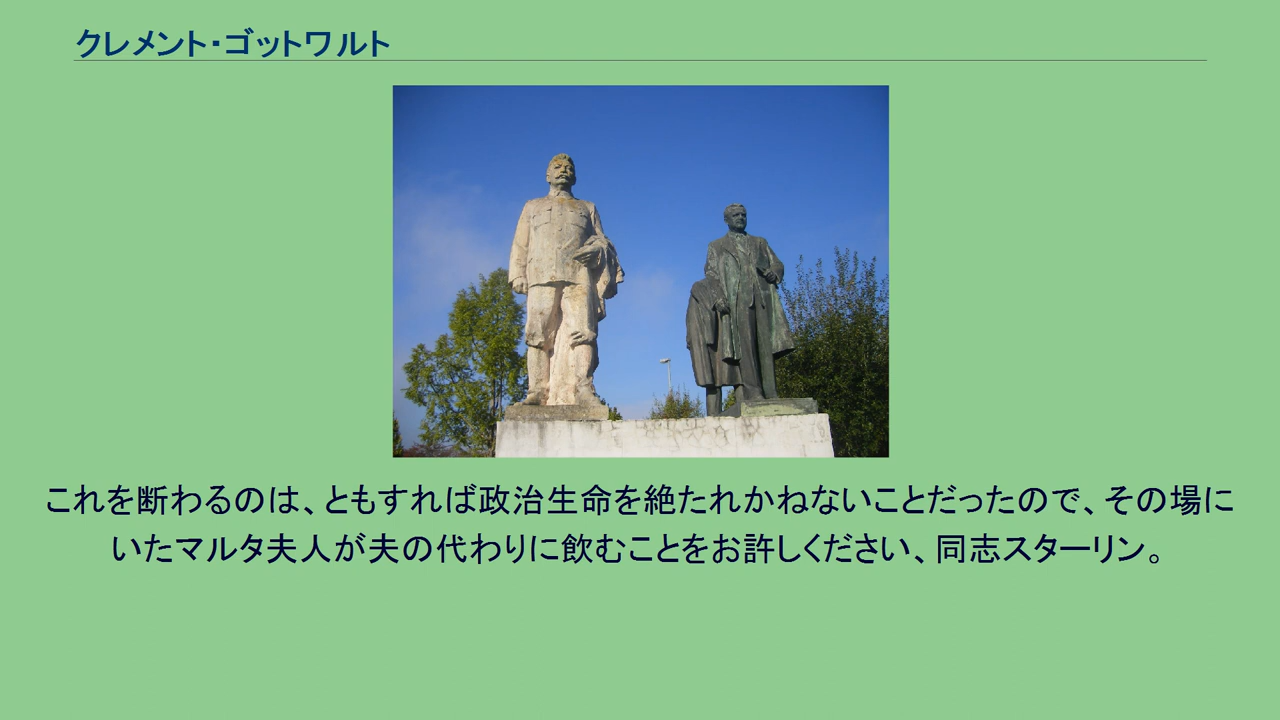 クレメント・ゴットワルト
これを断わるのは、ともすれば政治生命を絶たれかねないことだったので、その場に
いたマルタ夫人が夫の代わりに飲むことをお許しください、同志スターリン。